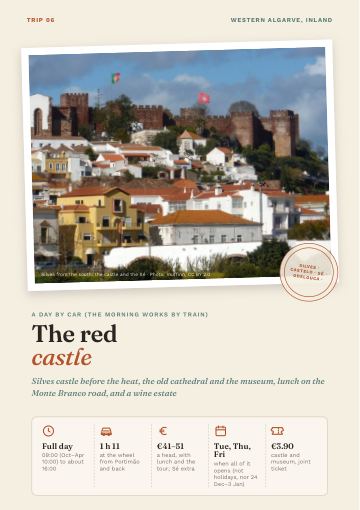 TRIP 06
WESTERN ALGARVE, INLAND
Silves from the south: the castle and the Sé · Photo:
CC BY 2.0
SILVES ·
CASTELO · SÉ ·
A DAY BY CAR (THE MORNING WORKS BY TRAIN)
The red
castle
Silves castle before the heat, the old cathedral and the museum, lunch on the
Monte Branco road, and a wine estate
Full day
09:00 (Oct–Apr
10:00) to about
16:00
1 h 11
at the wheel
from Portimão
and back
€
€41–51
a head, with
lunch and the
tour; Sé extra
Tue, Thu,
Fri
when all of it
opens (not
holidays, nor 24
Dec–3 Jan)
€3.90
castle and
museum, joint
ticket